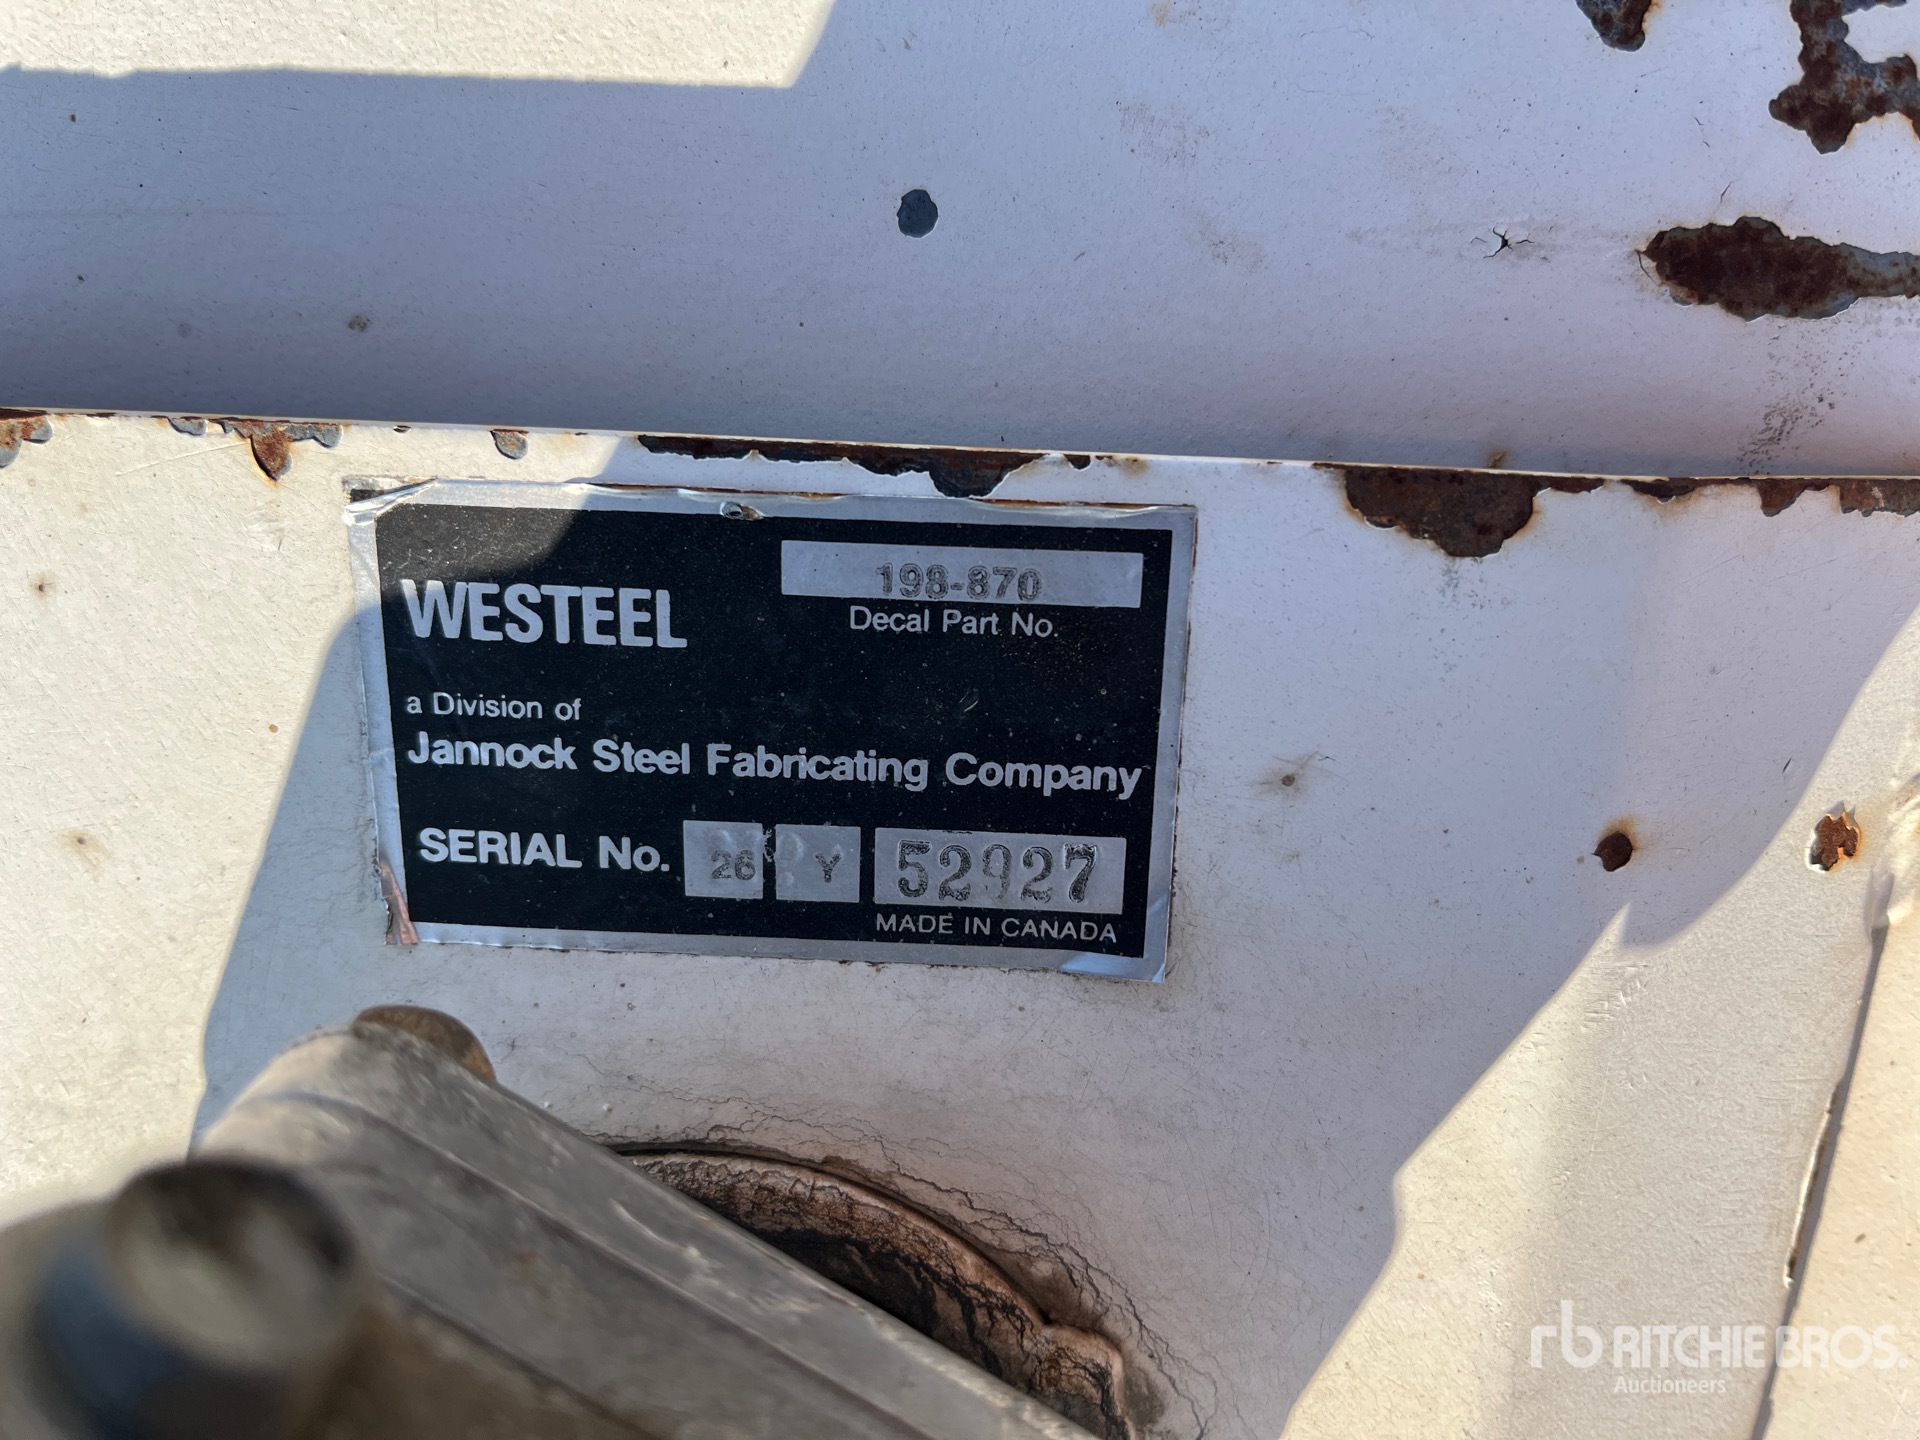 198-870
WESTEEL
Decal Part No.
a Division of
Jannock Steel Fabricating Company
SERIAL No. 26 Y 52927
MADE IN CANADA
rb RITCHIE BROS.
Auctioneers